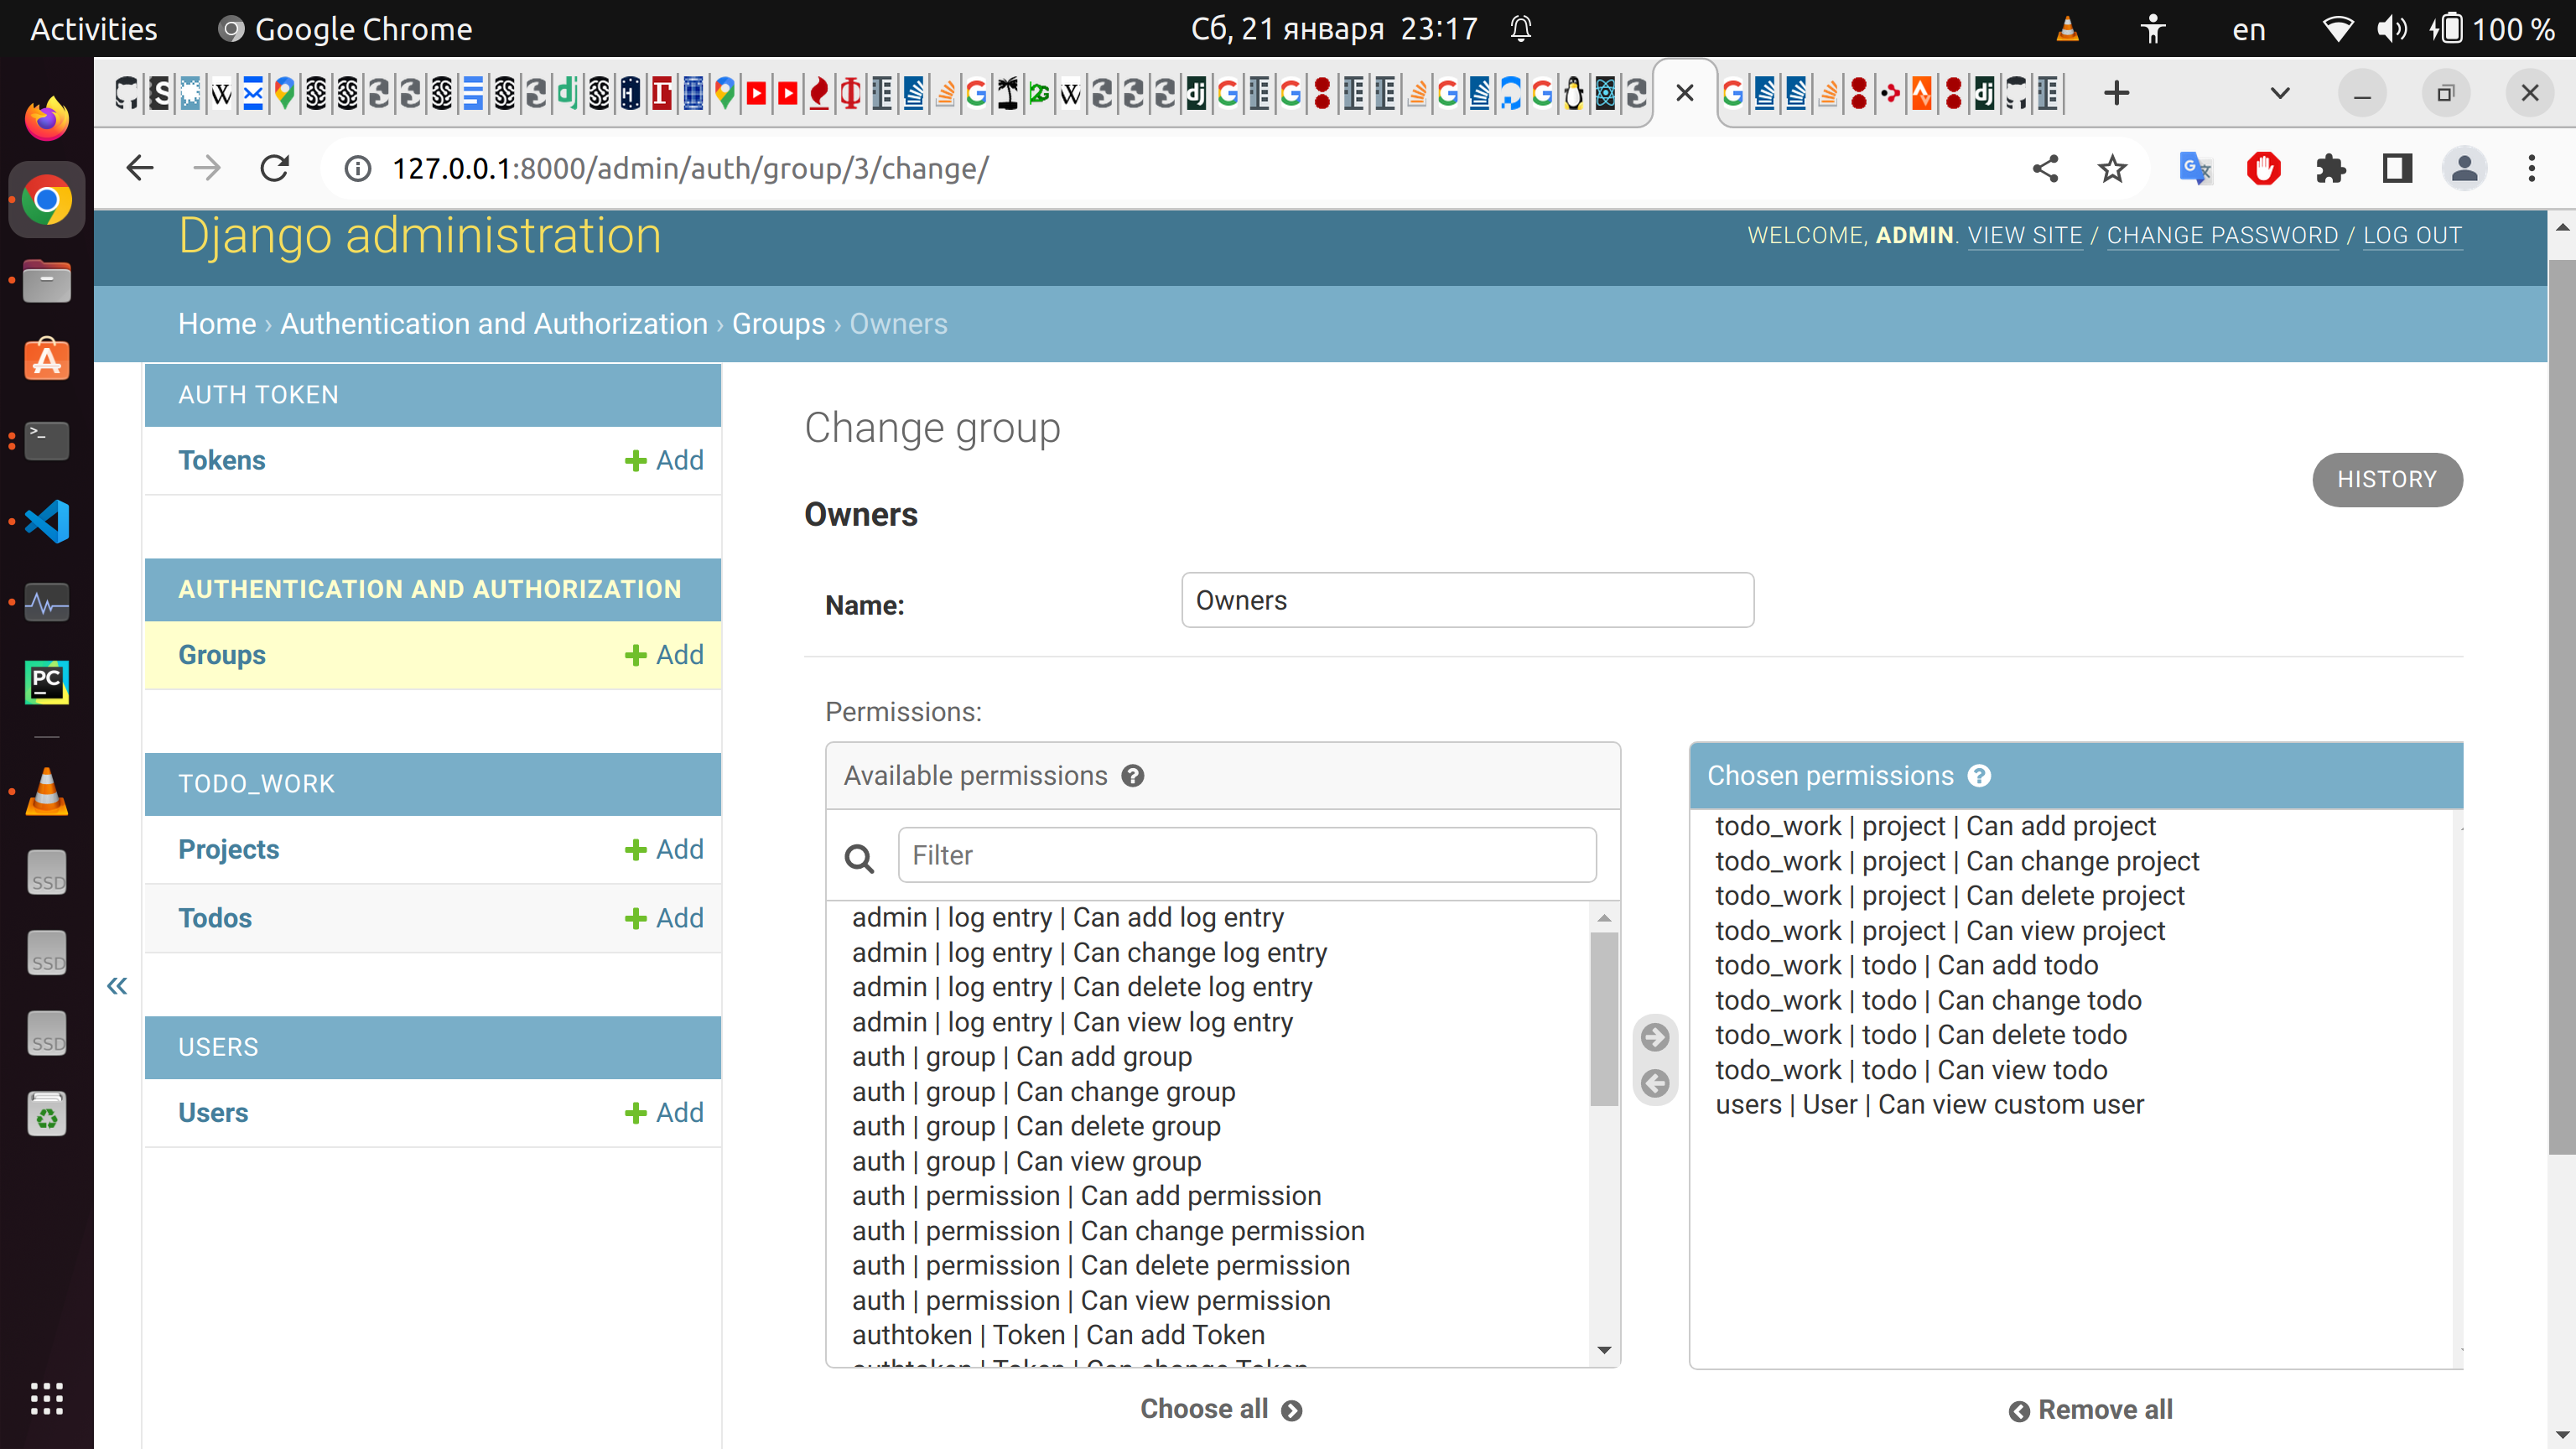 Activities
Google Chrome
Сб, 21 января 23:17
en
100 %
127.0.0.1:8000/admin/auth/group/3/change/
Django administration
WELCOME, ADMIN. VIEW SITE / CHANGE PASSWORD / LOG OUT
Home › Authentication and Authorization › Groups › Owners
AUTH TOKEN
Tokens
Add
AUTHENTICATION AND AUTHORIZATION
Groups
Add
TODO_WORK
Projects
Add
Todos
Add
«
USERS
Users
Add
SSD
SSD
SSD
Change group
HISTORY
Owners
Name:
Owners
Permissions:
Available permissions
Filter
admin | log entry | Can add log entry
admin | log entry | Can change log entry
admin | log entry | Can delete log entry
admin | log entry | Can view log entry
auth | group | Can add group
auth | group | Can change group
auth | group | Can delete group
auth | group | Can view group
auth | permission | Can add permission
auth | permission | Can change permission
auth | permission | Can delete permission
auth | permission | Can view permission
authtoken | Token | Can add Token
authtoken | Token | Can change Token
Choose all
Chosen permissions
todo_work | project | Can add project
todo_work | project | Can change project
todo_work | project | Can delete project
todo_work | project | Can view project
todo_work | todo | Can add todo
todo_work | todo | Can change todo
todo_work | todo | Can delete todo
todo_work | todo | Can view todo
users | User | Can view custom user
Remove all